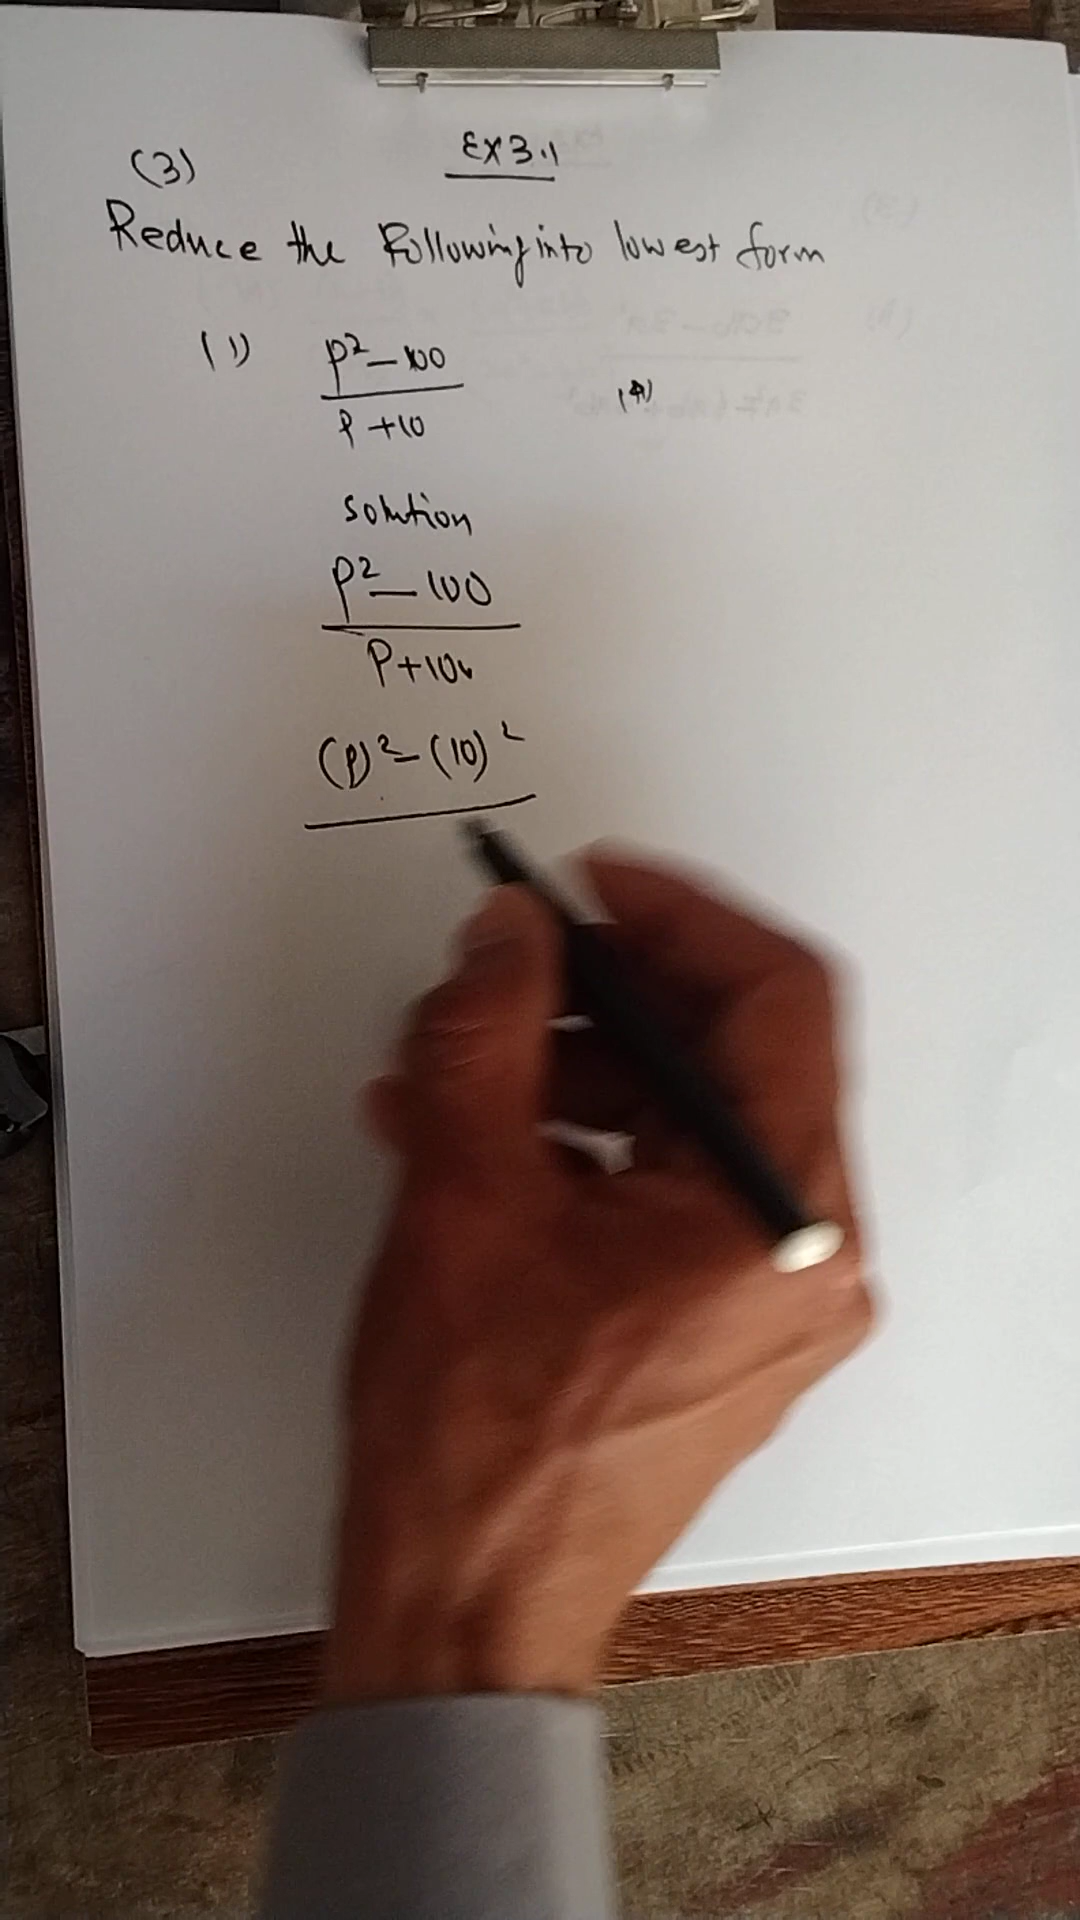 Ex 3.1
(3)
Reduce the Following into lowest form
(1) p² - 100
P + 10
solution
p² - 100
P + 10
(p)² - (10)²